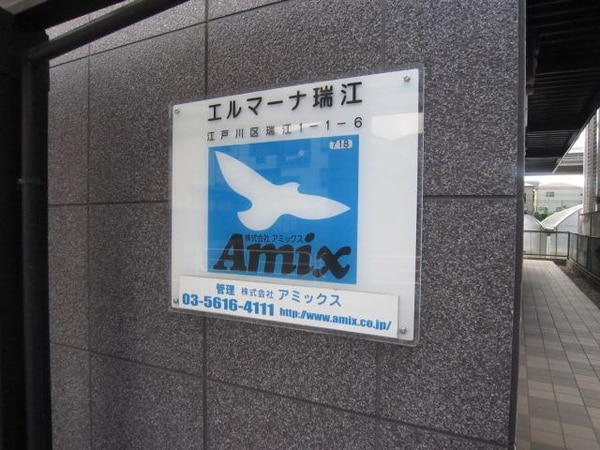 エルマーナ瑞江
江戸川区瑞江1-1-6
718
株式会社アミックス
Amix
管理 株式会社 アミックス
03-5616-4111 http://www.amix.co.jp/